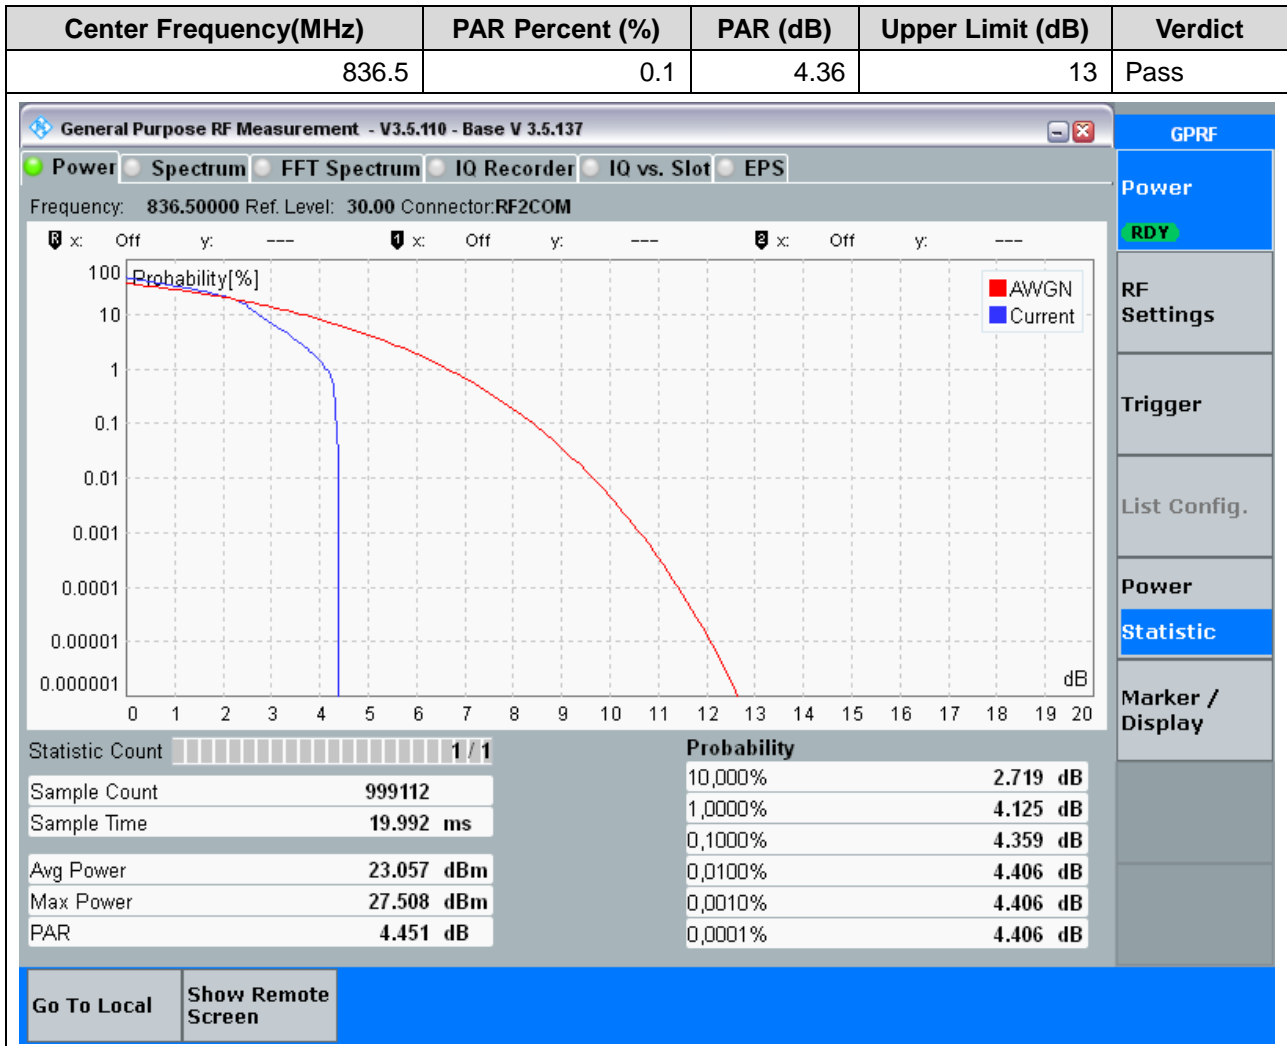 Center Frequency(MHz) PAR Percent (%) PAR (dB) Upper Limit (dB) Verdict
836.5 0.1 4.36 13 Pass
General Purpose RF Measurement - V3.5.110 - Base V 3.5.137
GPRF
Power Spectrum FFT Spectrum IQ Recorder IQ vs. Slot EPS
Frequency: 836.50000 Ref. Level: 30.00 Connector:RF2COM
R x: Off y: --- 1 x: Off y: --- 2 x: Off y: ---
Probability[%]
AWGN
Current
100
10
1
0.1
0.01
0.001
0.0001
0.00001
0.000001
dB
0 1 2 3 4 5 6 7 8 9 10 11 12 13 14 15 16 17 18 19 20
Statistic Count 1 / 1
Sample Count 999112
Sample Time 19.992 ms
Avg Power 23.057 dBm
Max Power 27.508 dBm
PAR 4.451 dB
Probability
10,000% 2.719 dB
1,0000% 4.125 dB
0,1000% 4.359 dB
0,0100% 4.406 dB
0,0010% 4.406 dB
0,0001% 4.406 dB
Power
RDY
RF
Settings
Trigger
List Config.
Power
Statistic
Marker /
Display
Go To Local
Show Remote
Screen